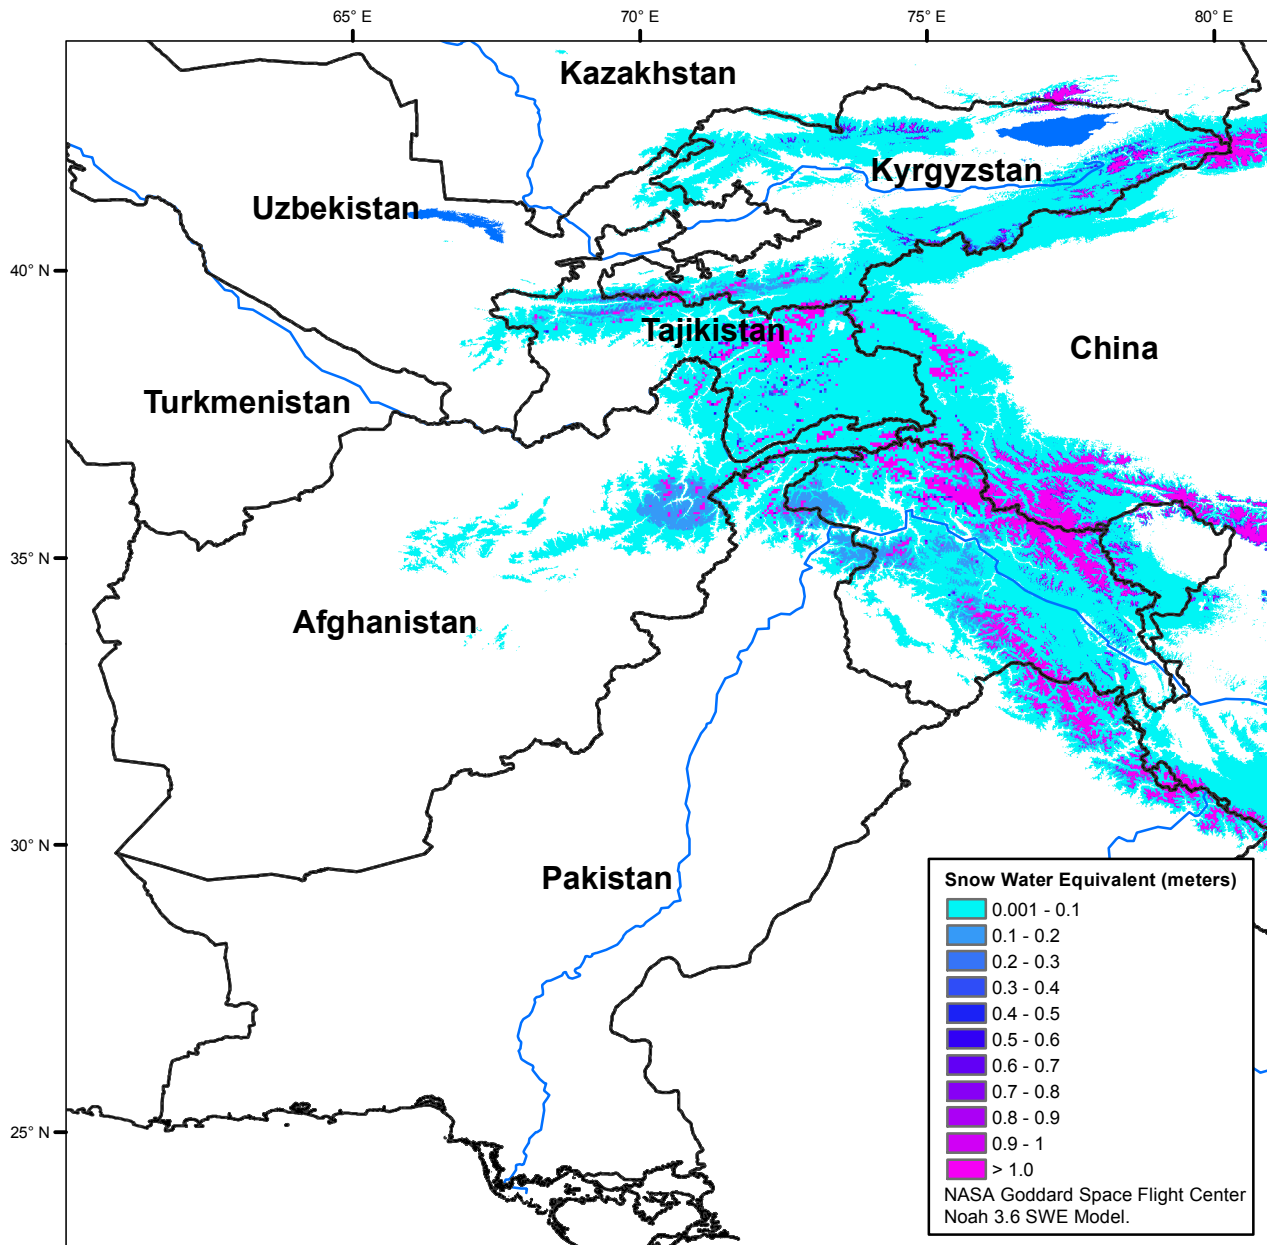 65° E
70° E
75° E
80° E
Kazakhstan
Kyrgyzstan
Uzbekistan
40° N
Tajikistan
China
Turkmenistan
35° N
Afghanistan
30° N
Pakistan
25° N
Snow Water Equivalent (meters)
0.001 - 0.1
0.1 - 0.2
0.2 - 0.3
0.3 - 0.4
0.4 - 0.5
0.5 - 0.6
0.6 - 0.7
0.7 - 0.8
0.8 - 0.9
0.9 - 1
> 1.0
NASA Goddard Space Flight Center
Noah 3.6 SWE Model.